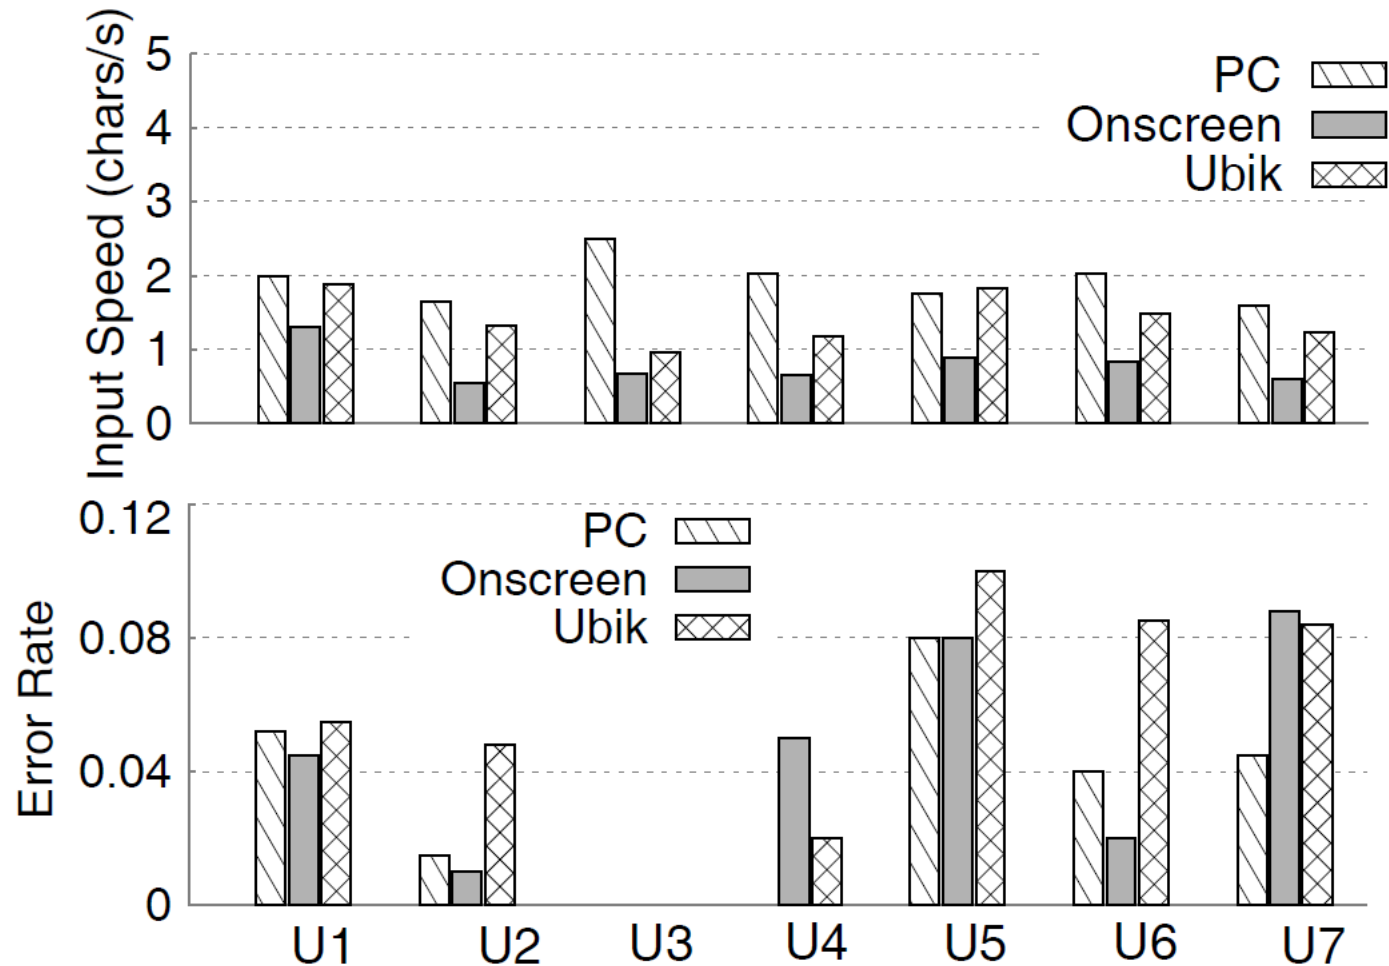 Input Speed (chars/s)
5
4
3
2
1
0
PC
Onscreen
Ubik
Error Rate
0.12
0.08
0.04
0
PC
Onscreen
Ubik
U1 U2 U3 U4 U5 U6 U7